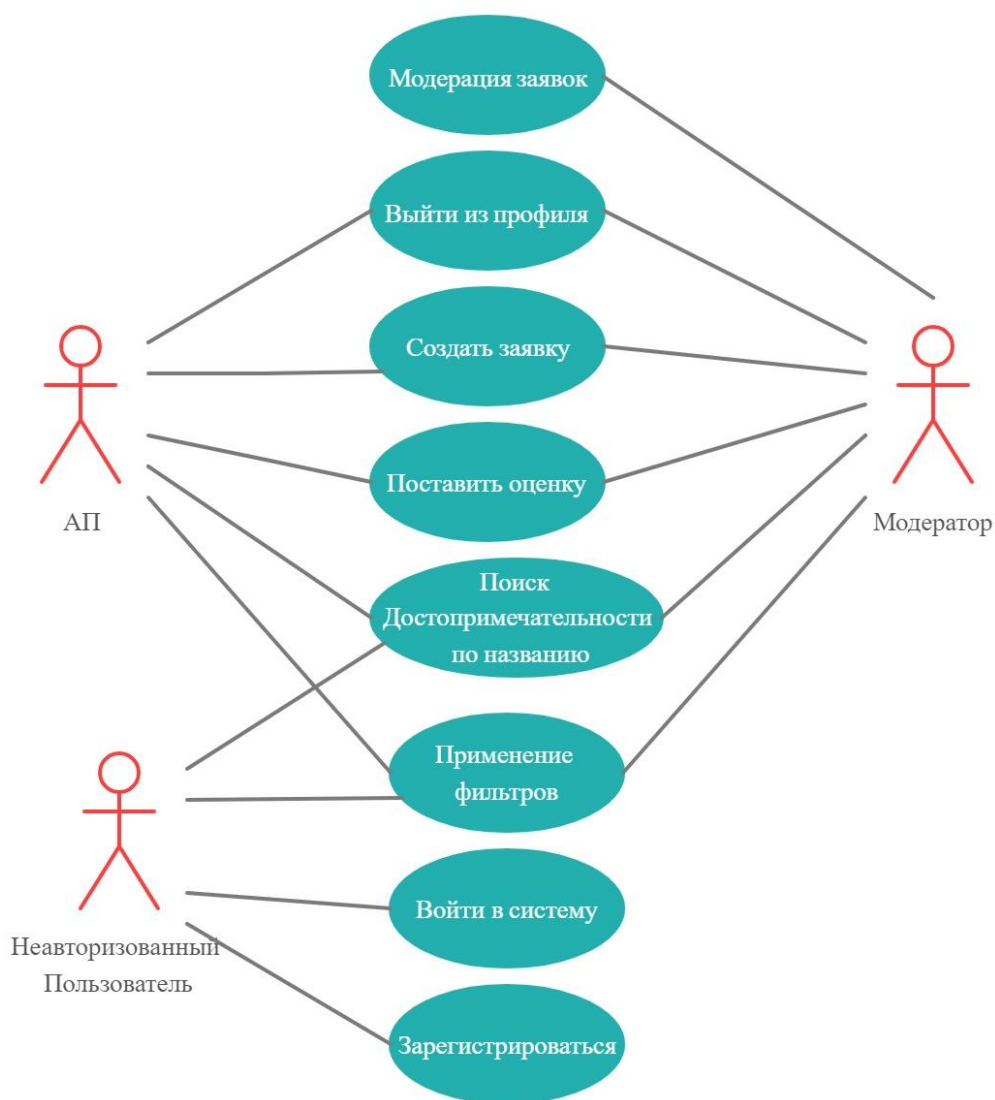 Модерация заявок
Выйти из профиля
Создать заявку
Поставить оценку
АП
Модератор
Поиск
Достопримечательности
по названию
Применение
фильтров
Войти в систему
Неавторизованный
Пользователь
Зарегистрироваться